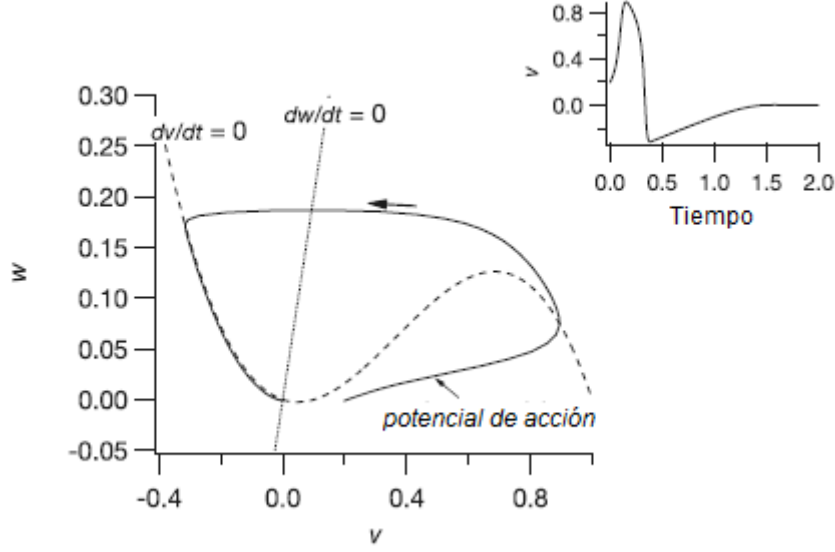 0.8
0.4
0.0
v
0.0 0.5 1.0 1.5 2.0
Tiempo
0.30
0.25
0.20
0.15
0.10
0.05
0.00
-0.05
w
dv/dt = 0
dw/dt = 0
potencial de acción
-0.4 0.0 0.4 0.8
v